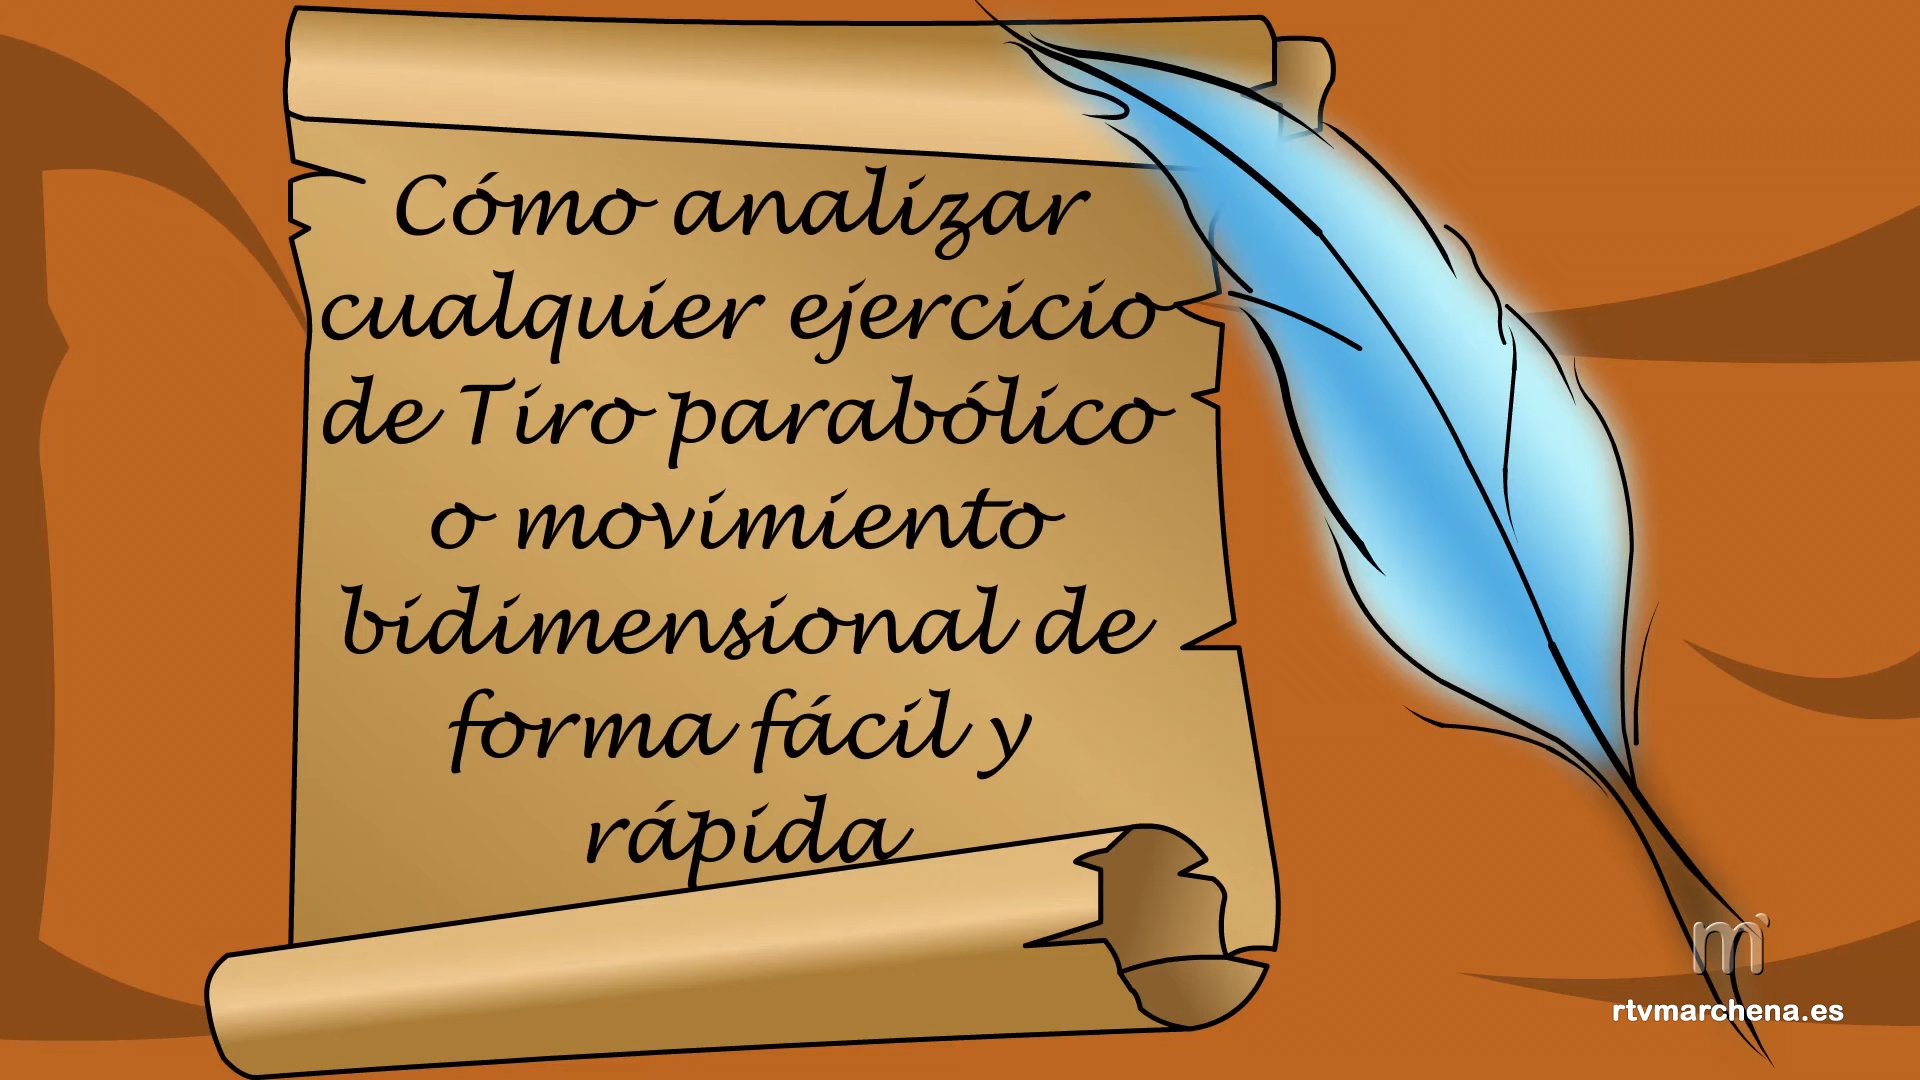 Cómo analizar
cualquier ejercicio
de Tiro parabólico
o movimiento
bidimensional de
forma fácil y
rápida
m
rtvmarchena.es